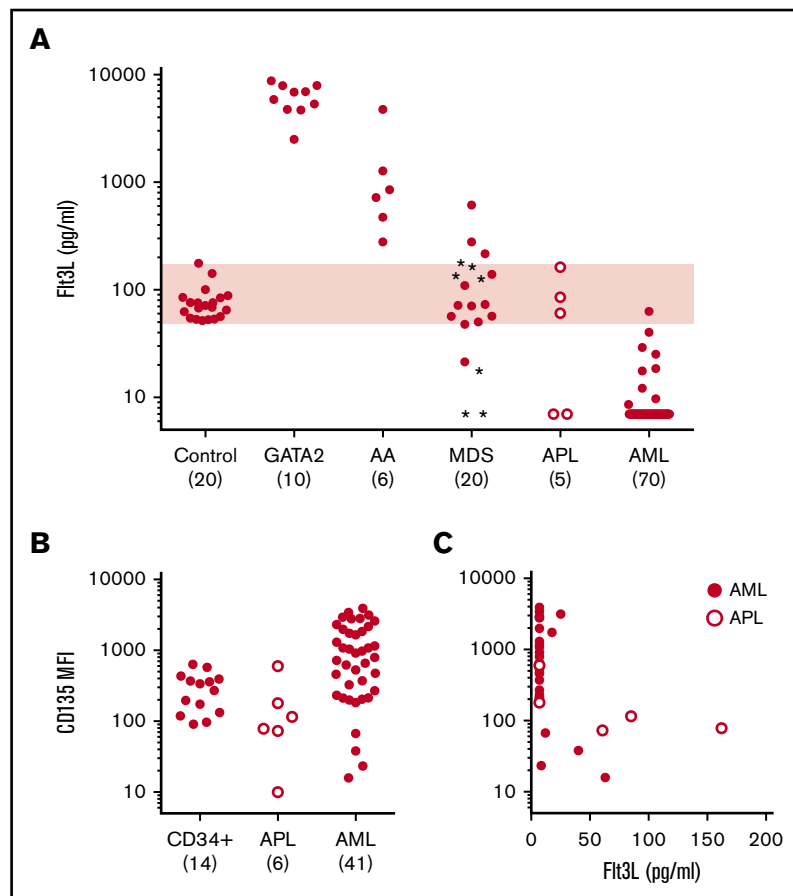 A
Flt3L (pg/ml)
10000
1000
100
10
* * * *
*
* *
Control GATA2 AA MDS APL AML
(20) (10) (6) (20) (5) (70)
B
CD135 MFI
10000
1000
100
10
CD34+ APL AML
(14) (6) (41)
C
10000
1000
100
10
AML
APL
0 50 100 150 200
Flt3L (pg/ml)